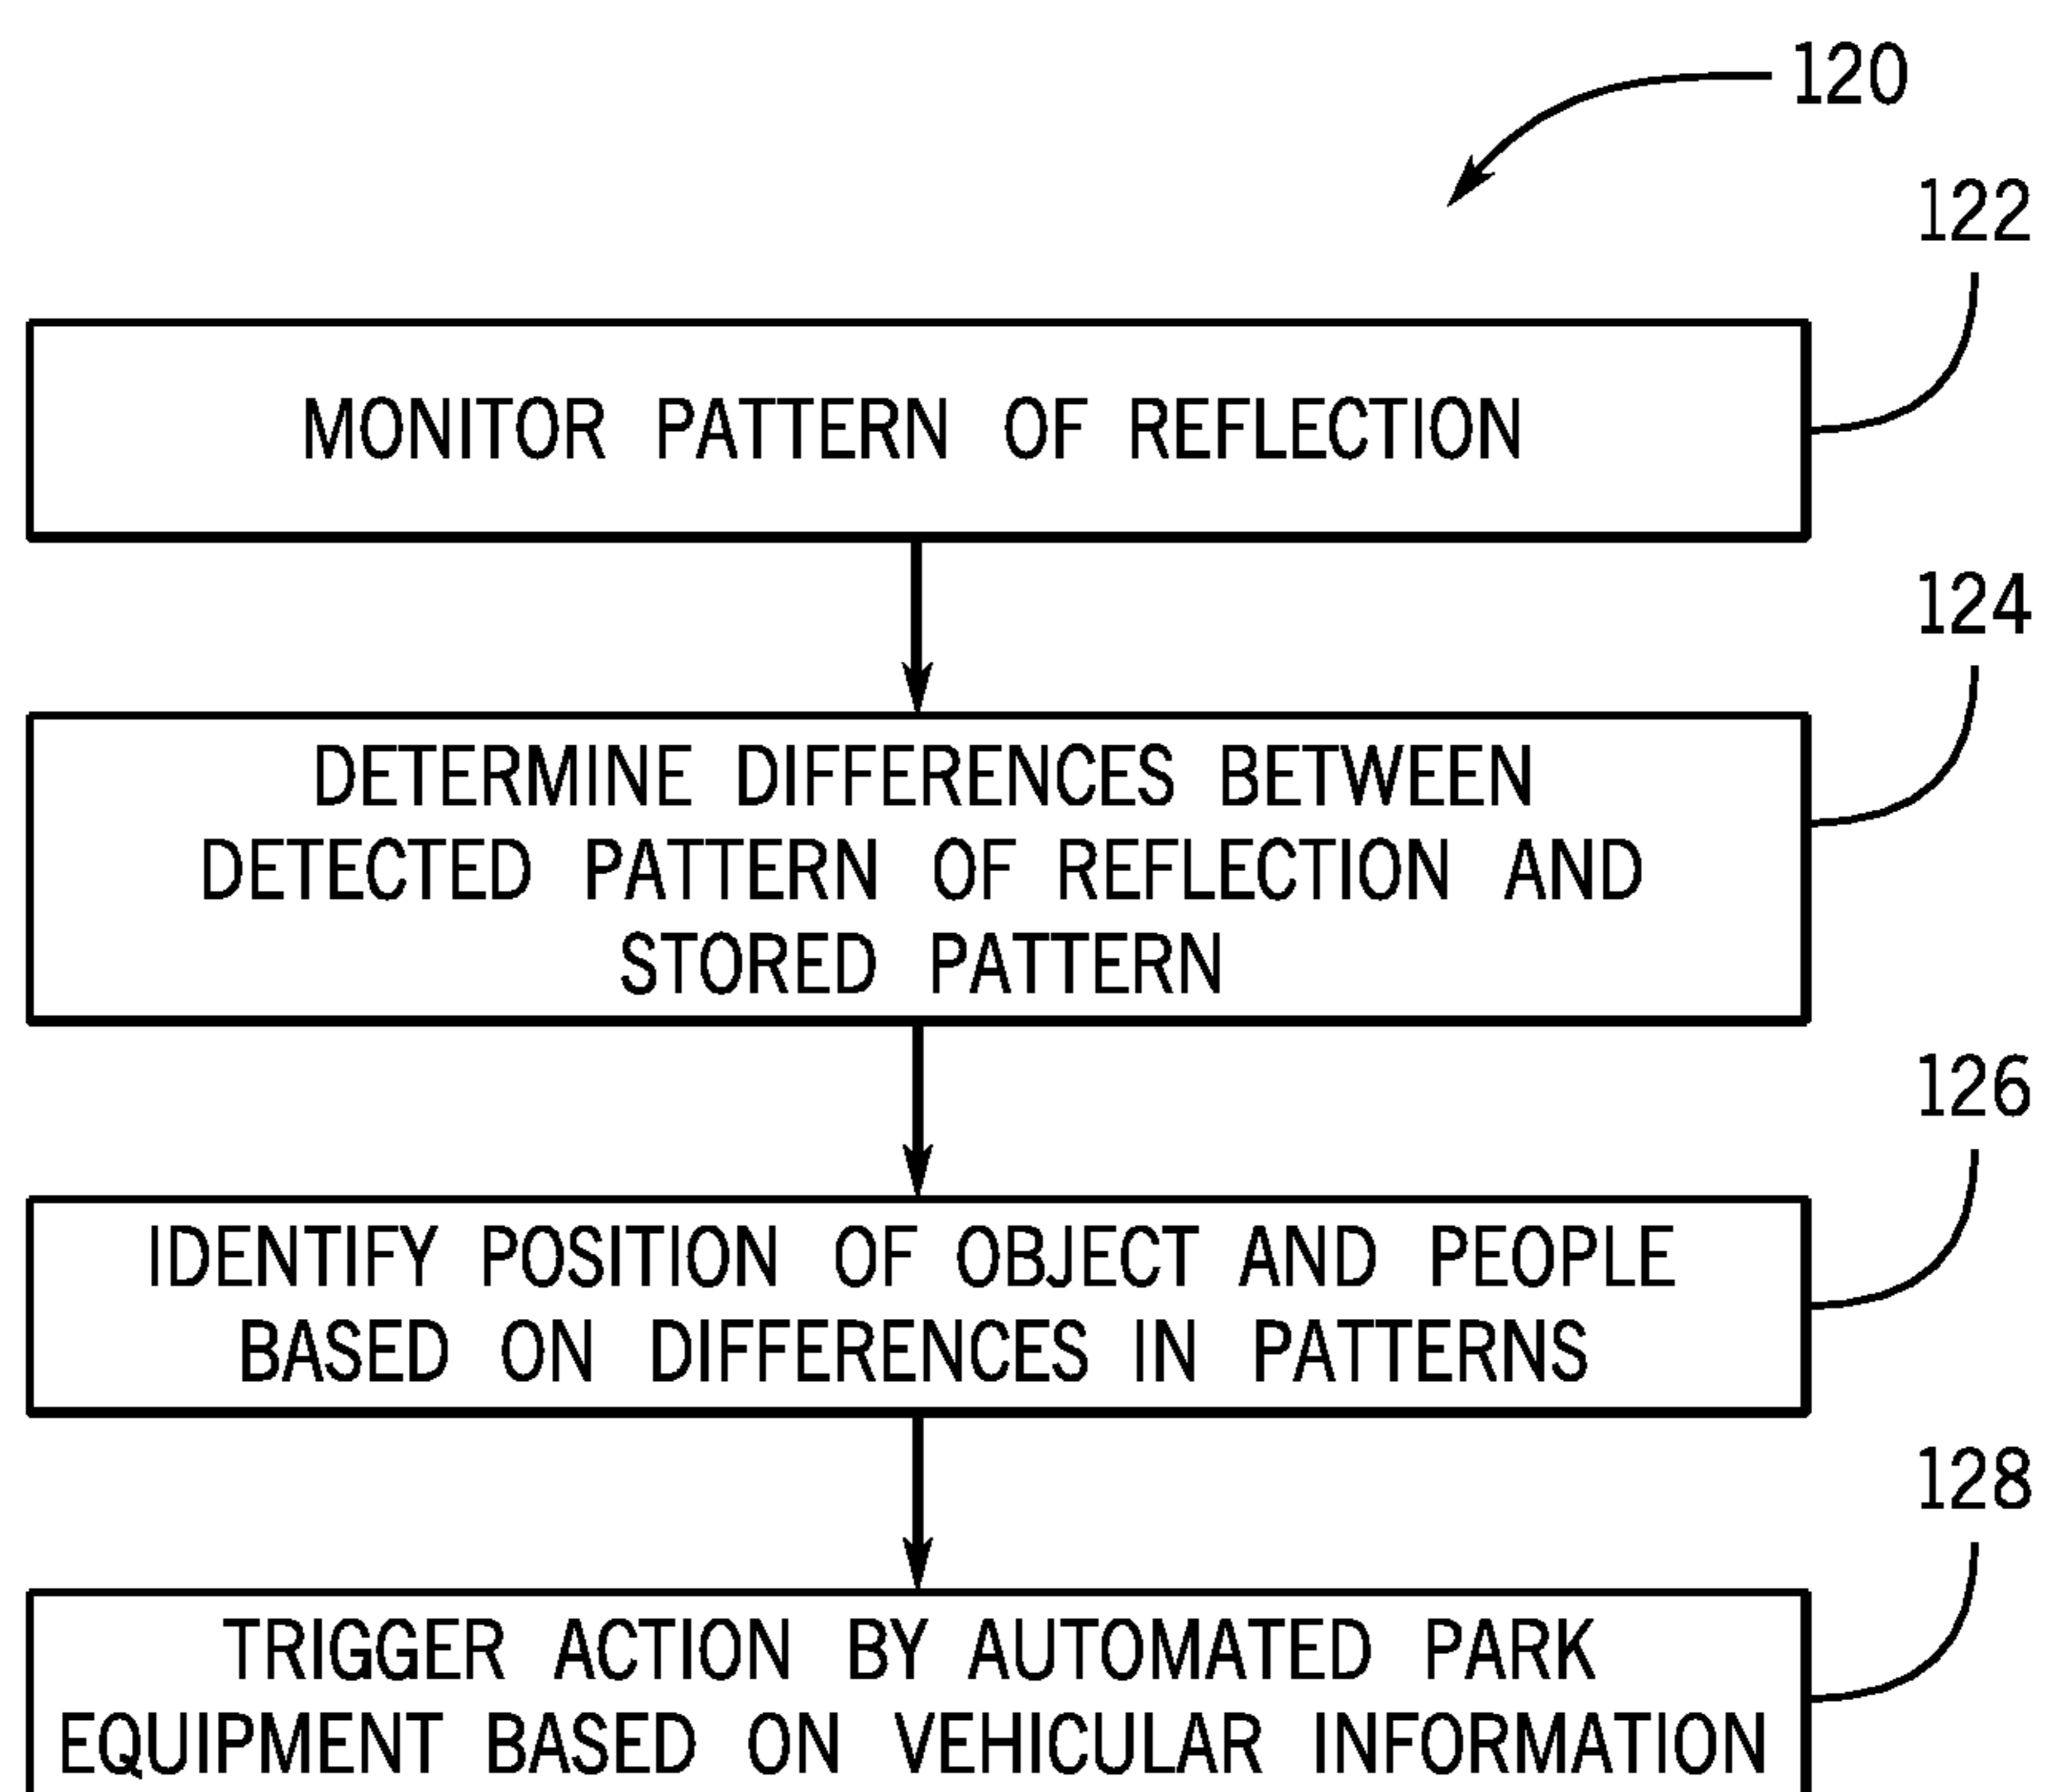 120
122
MONITOR PATTERN OF REFLECTION
124
DETERMINE DIFFERENCES BETWEEN
DETECTED PATTERN OF REFLECTION AND
STORED PATTERN
126
IDENTIFY POSITION OF OBJECT AND PEOPLE
BASED ON DIFFERENCES IN PATTERNS
128
TRIGGER ACTION BY AUTOMATED PARK
EQUIPMENT BASED ON VEHICULAR INFORMATION